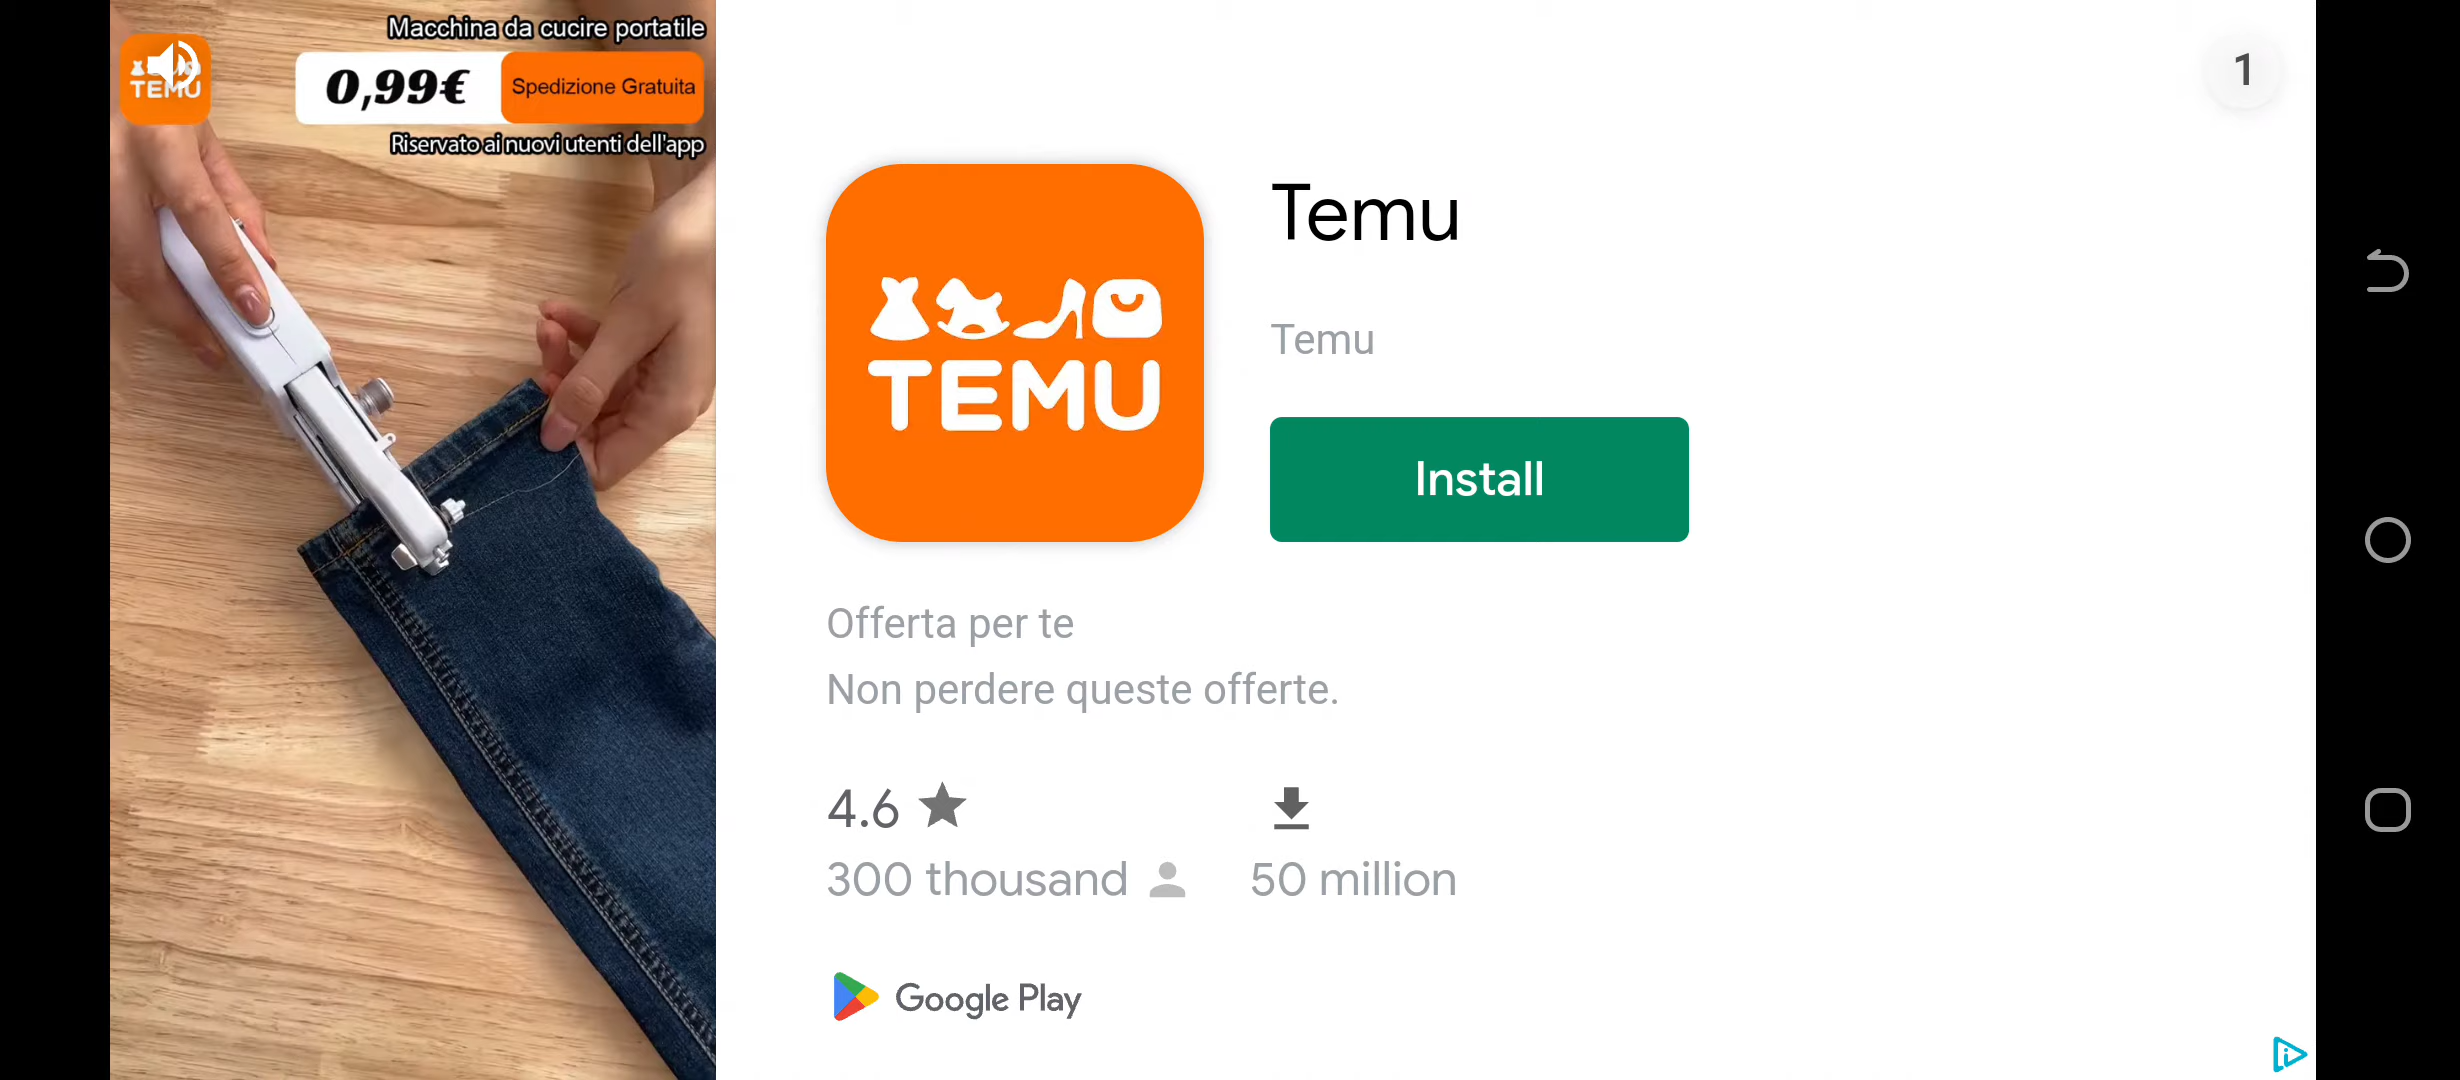 Macchina da cucire portatile
TEMU
0,99€
Spedizione Gratuita
Riservato ai nuovi utenti dell'app
1
TEMU
Temu
Temu
Install
Offerta per te
Non perdere queste offerte.
4.6
300 thousand
50 million
Google Play